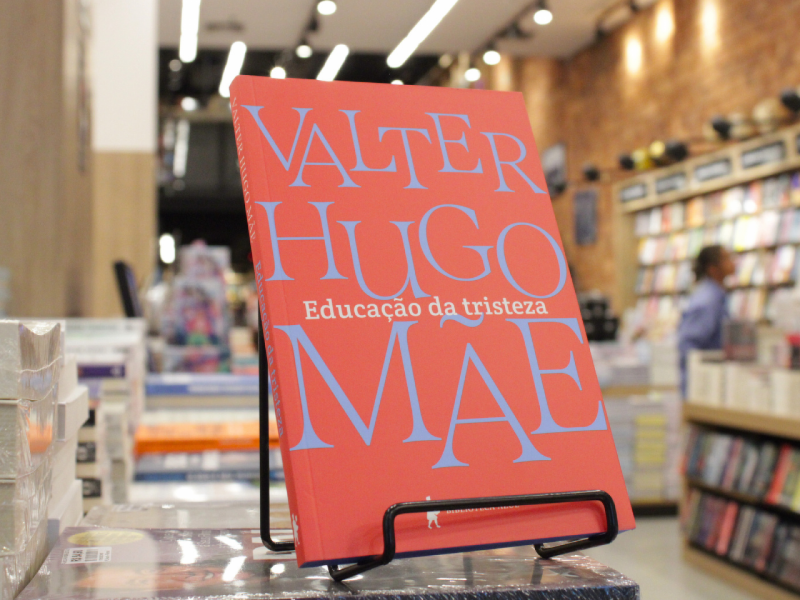 VALTER
HUGO
Educação da tristeza
MÃE